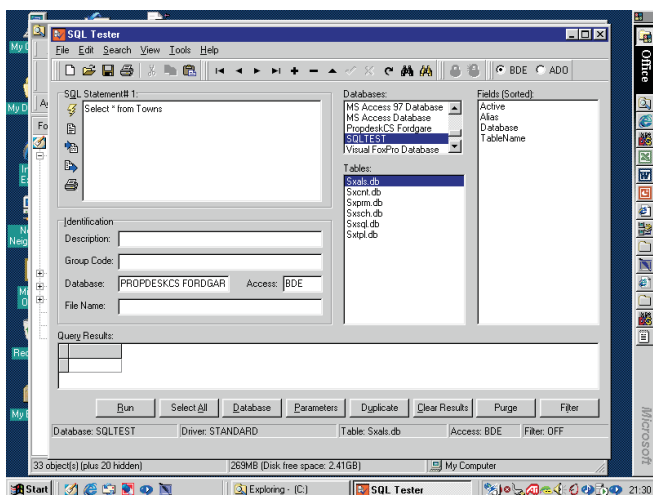 SQL Tester
File Edit Search View Tools Help
BDE ADO
SQL Statement# 1:
Select * from Towns
Databases:
MS Access 97 Database
MS Access Database
PropdeskCS Fordgare
SQLTEST
Visual FoxPro Database
Fields (Sorted):
Active
Alias
Database
TableName
Tables:
Sxals.db
Sxcnt.db
Sxprm.db
Sxsch.db
Sxsql.db
Sxtpl.db
Identification
Description:
Group Code:
Database: PROPDESKCS FORDGAR Access: BDE
File Name:
Query Results:
Run Select All Database Parameters Duplicate Clear Results Purge Filter
Database: SQLTEST Driver: STANDARD Table: Sxals.db Access: BDE Filter: OFF
33 object(s) (plus 20 hidden) 269MB (Disk free space: 2.41GB) My Computer
Start Exploring - (C:) SQL Tester 21:30
Office
Microsoft